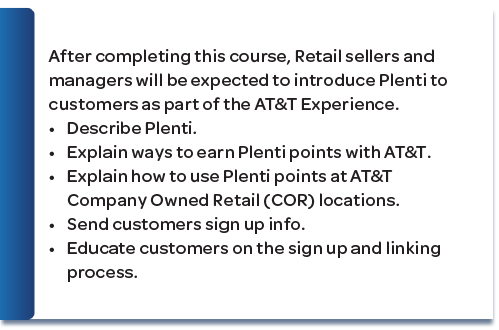 After completing this course, Retail sellers and
managers will be expected to introduce Plenti to
customers as part of the AT&T Experience.
• Describe Plenti.
• Explain ways to earn Plenti points with AT&T.
• Explain how to use Plenti points at AT&T
Company Owned Retail (COR) locations.
• Send customers sign up info.
• Educate customers on the sign up and linking
process.